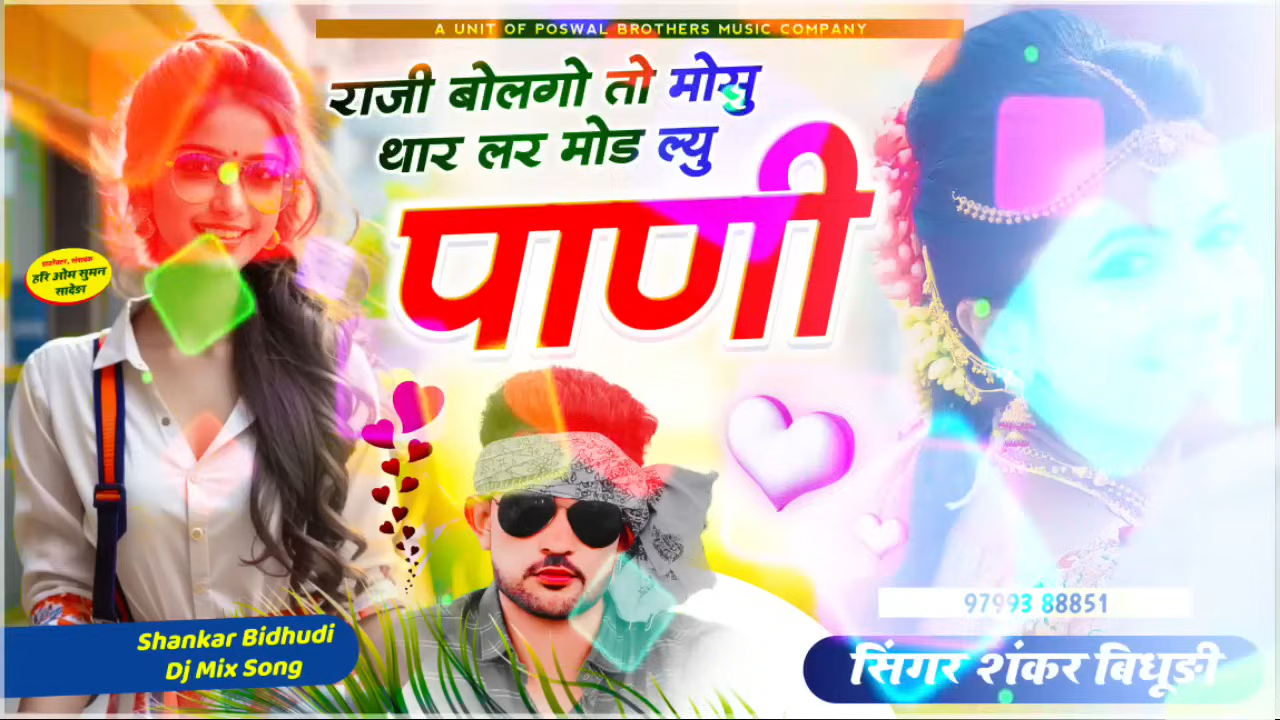 A UNIT OF POSWAL BROTHERS MUSIC COMPANY
राजी बोलगो तो मोसु
थार लर मोड ल्यु
पाणी
हरि ओम सुमन
सादेडा
97993 88851
Shankar Bidhudi
Dj Mix Song
सिंगर शंकर बिधूडी